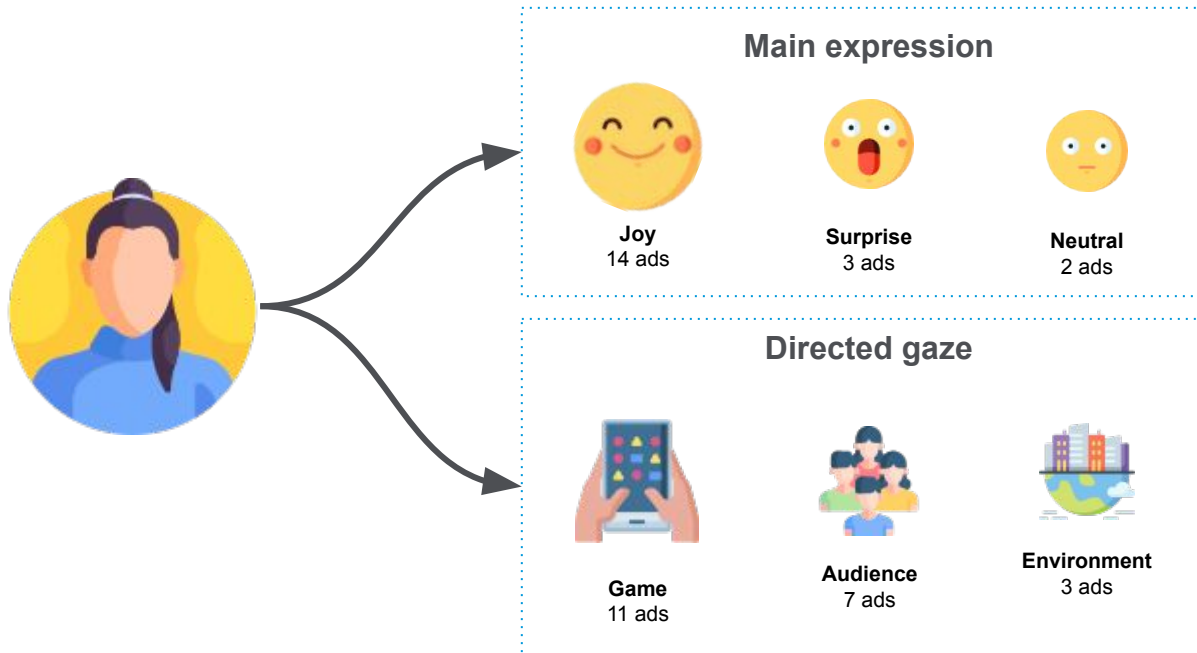 Main expression
Joy
14 ads
Surprise
3 ads
Neutral
2 ads
Directed gaze
Game
11 ads
Audience
7 ads
Environment
3 ads